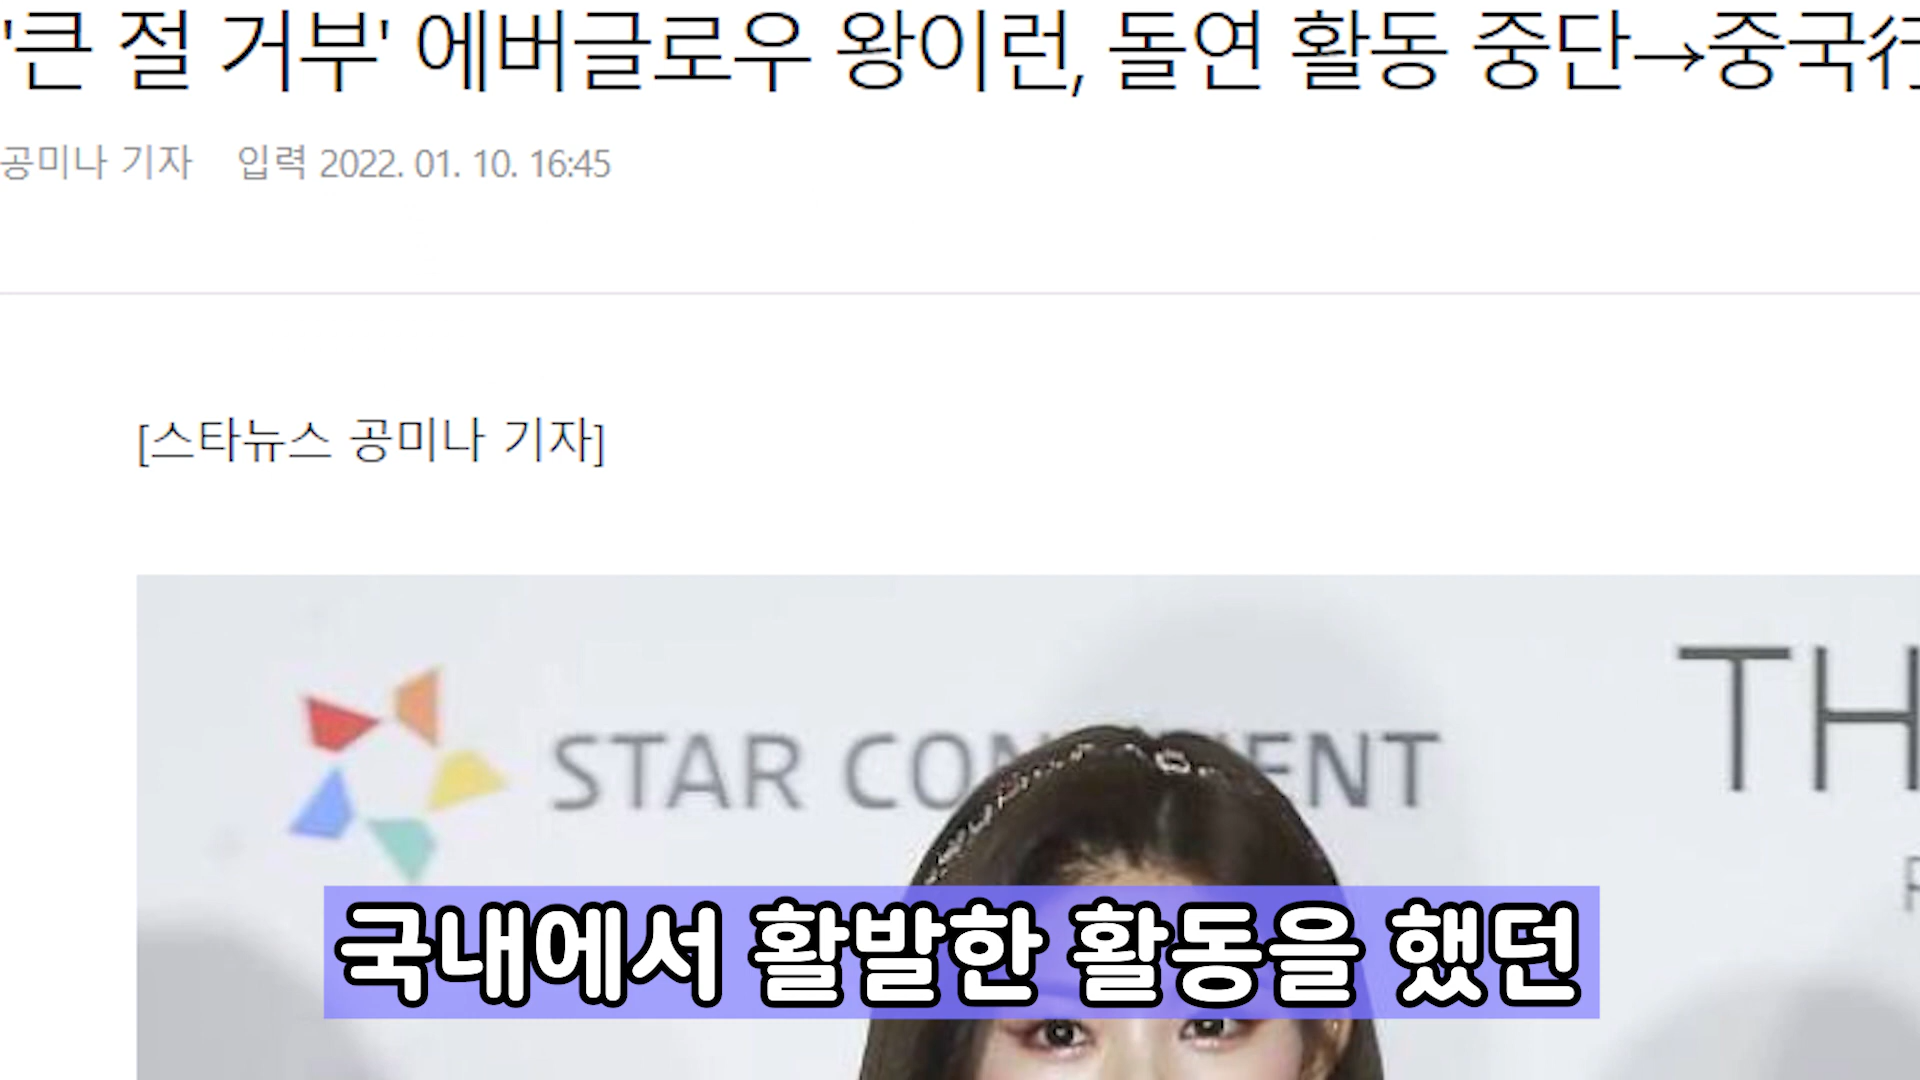 '큰 절 거부' 에버글로우 왕이런, 돌연 활동 중단→중국行
공미나 기자 입력 2022. 01. 10. 16:45
[스타뉴스 공미나 기자]
STAR CON ENT TH
국내에서 활발한 활동을 했던